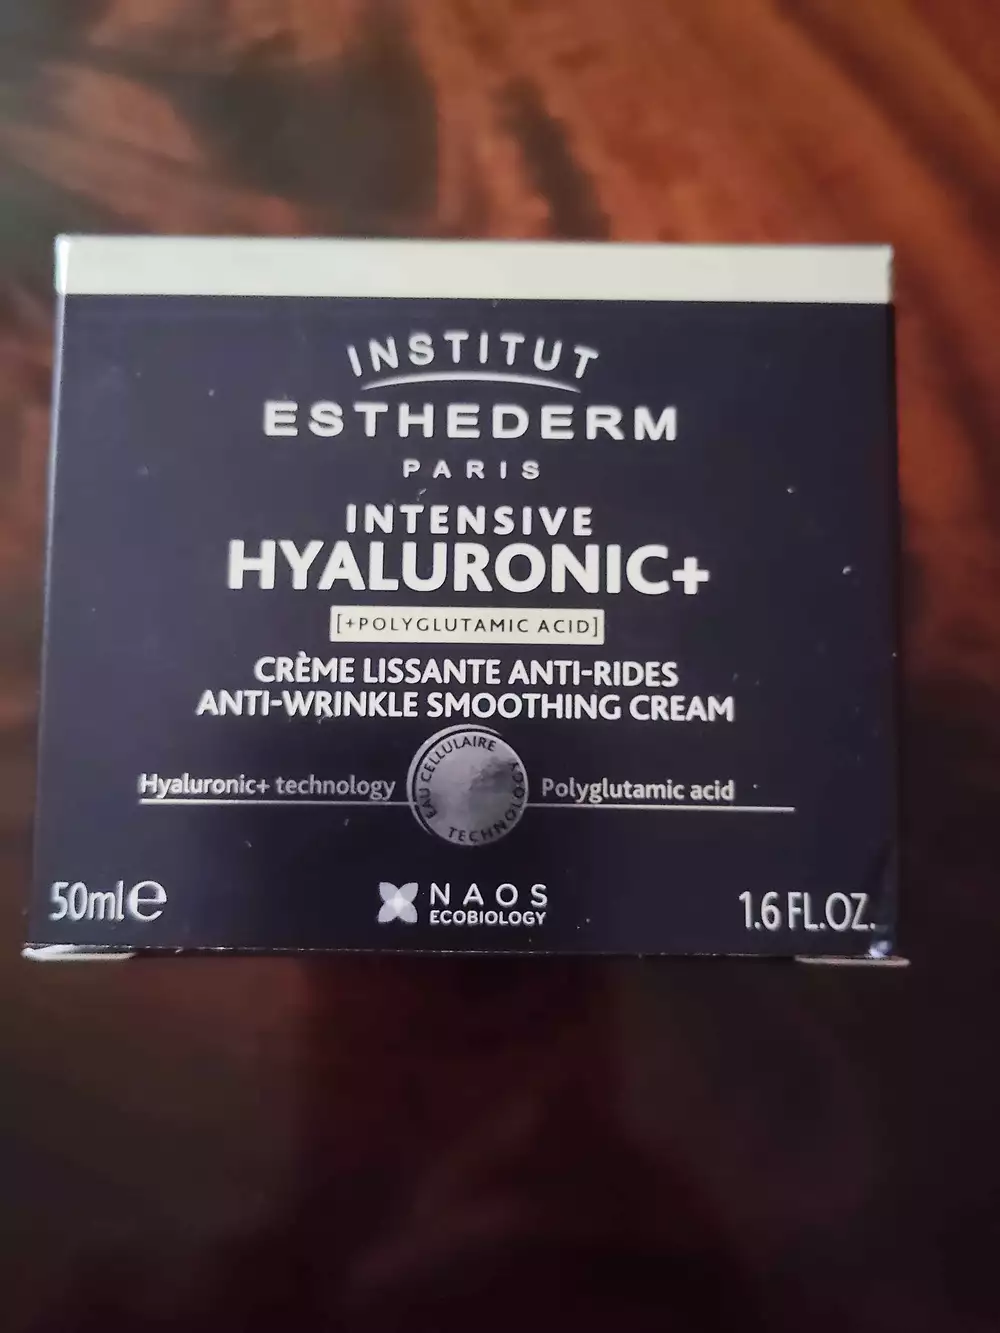 INSTITUT
ESTHEDERM
PARIS
INTENSIVE
HYALURONIC+
[+POLYGLUTAMIC ACID]
CRÈME LISSANTE ANTI-RIDES
ANTI-WRINKLE SMOOTHING CREAM
Hyaluronic+ technology
EAU CELLULAIRE
TECHNOLOGY
Polyglutamic acid
50ml e
NAOS
ECOBIOLOGY
1.6 FL.OZ.